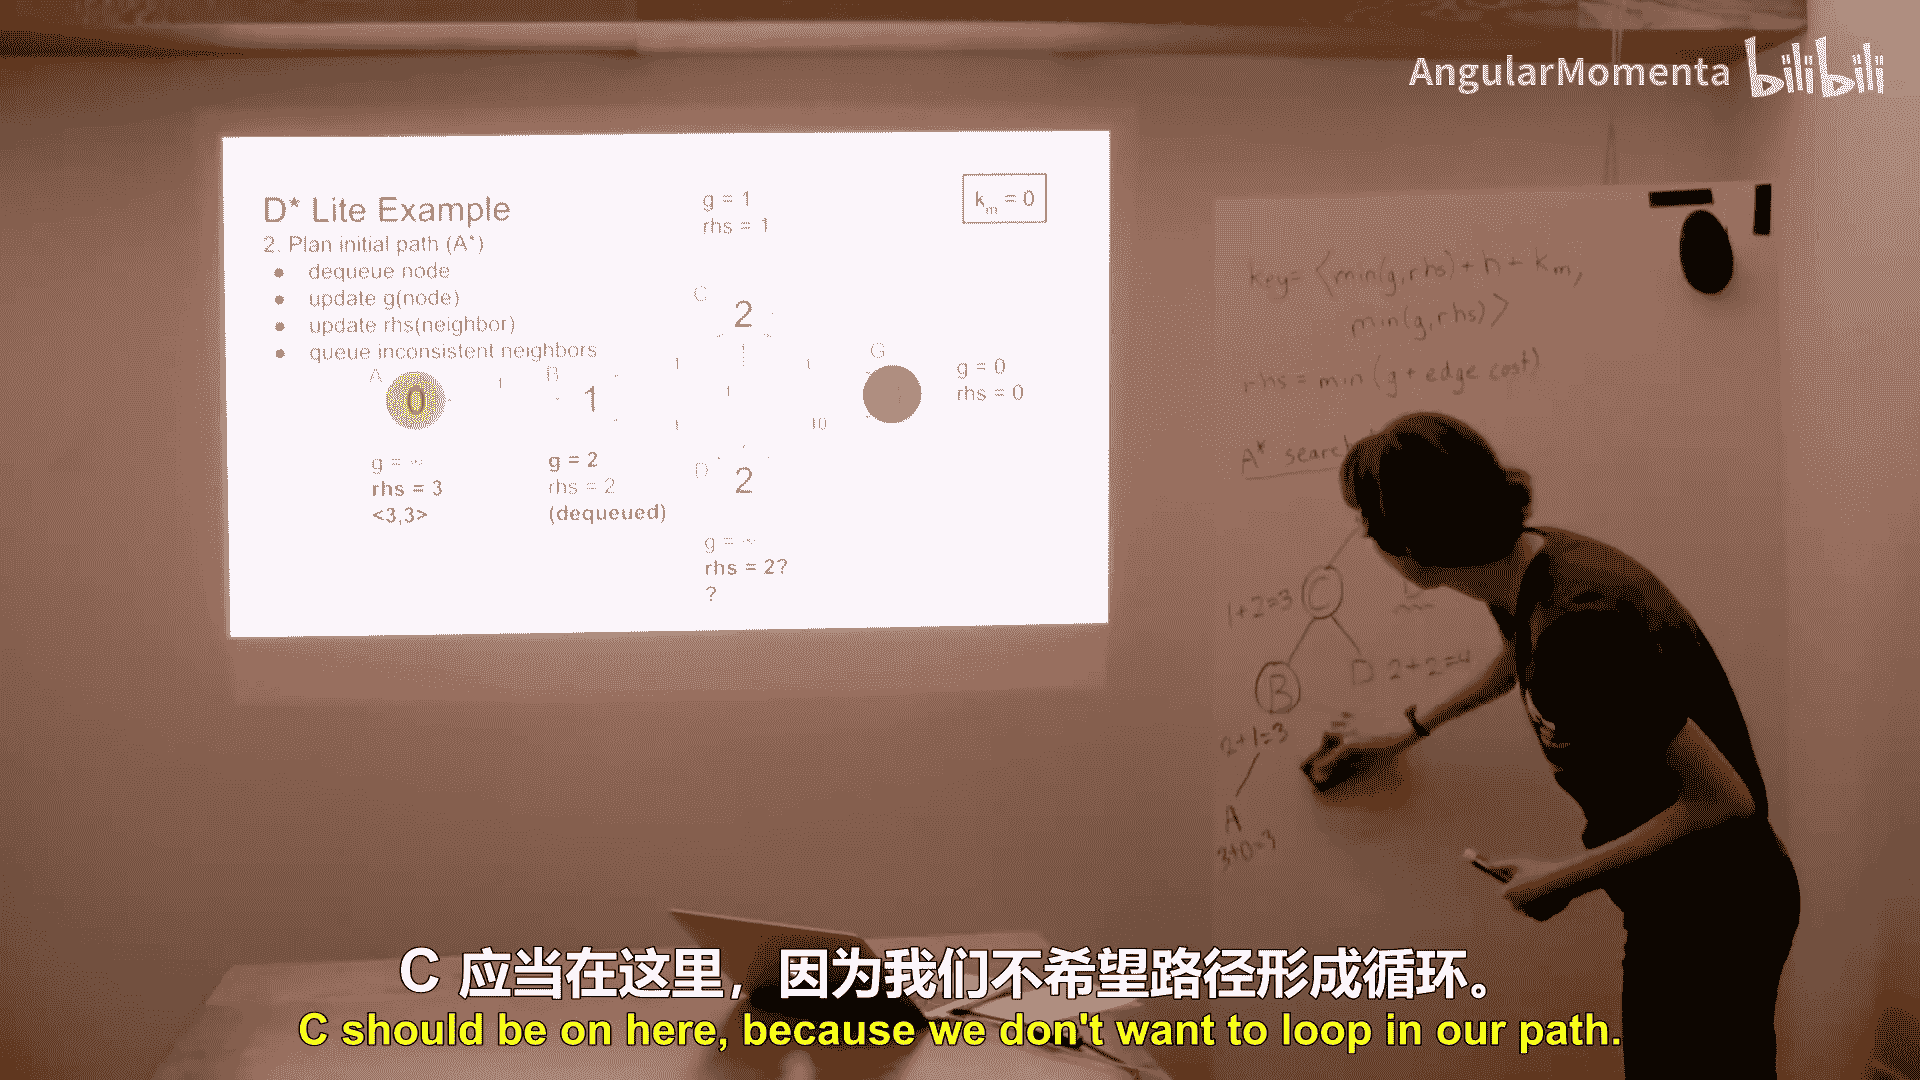 AngularMomenta bilibili
D* Lite Example
2. Plan initial path (A*)
● dequeue node
● update g(node)
● update rhs(neighbor)
● queue inconsistent neighbors
g = 1
rhs = 1
km = 0
C
2
A
0
1
B
1
1
1
1
1
1
10
G
g = 0
rhs = 0
g = ∞
rhs = 3
<3,3>
g = 2
rhs = 2
(dequeued)
D
2
g = ∞
rhs = 2?
?
key= ⟨min(g,rhs)+h+km,
min(g,rhs)⟩
rhs = min(g+edge cost)
A* search
1+2=3
C
B
D 2+2=4
2+1=3
A
3+0=3
C 应当在这里，因为我们不希望路径形成循环。
C should be on here, because we don't want to loop in our path.